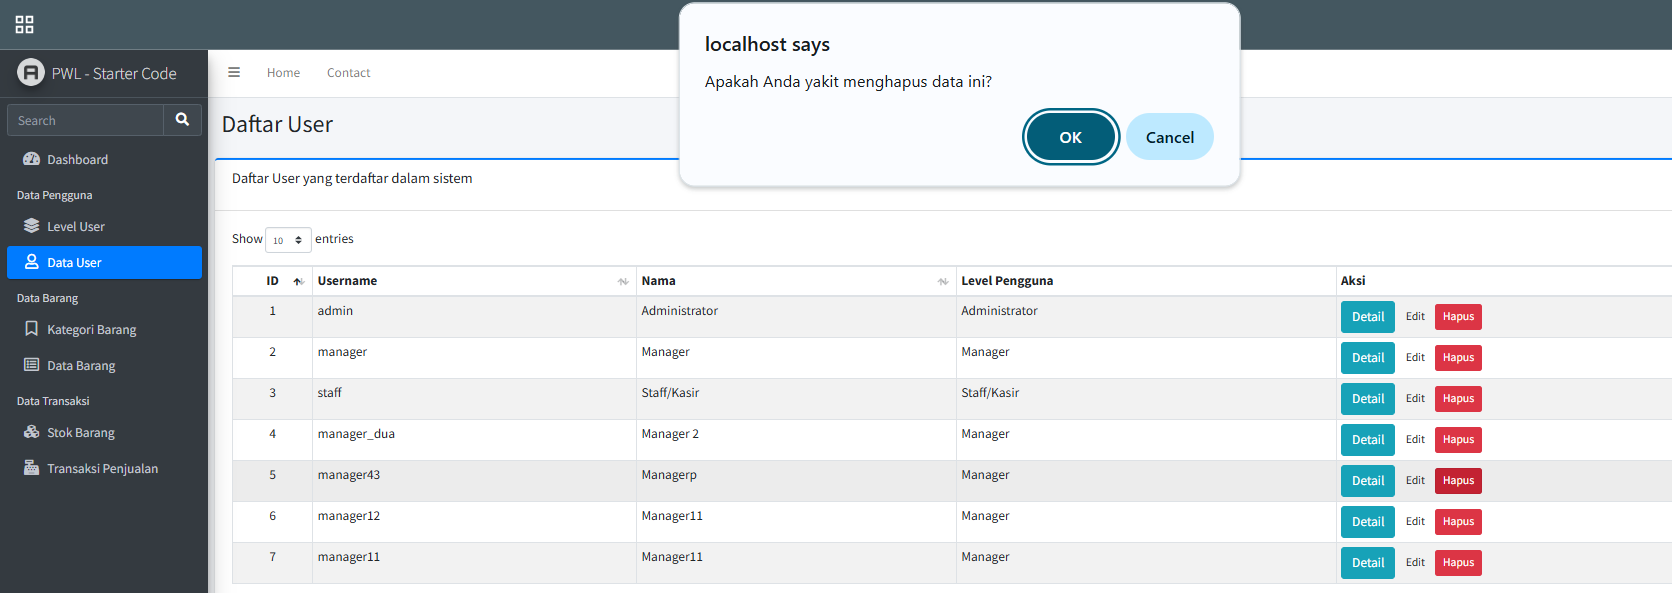 localhost says
Apakah Anda yakit menghapus data ini?
OK Cancel
PWL - Starter Code
Home Contact
Search
Dashboard
Data Pengguna
Level User
Data User
Data Barang
Kategori Barang
Data Barang
Data Transaksi
Stok Barang
Transaksi Penjualan
Daftar User
Daftar User yang terdaftar dalam sistem
Show 10 entries
ID Username Nama Level Pengguna Aksi
1 admin Administrator Administrator Detail Edit Hapus
2 manager Manager Manager Detail Edit Hapus
3 staff Staff/Kasir Staff/Kasir Detail Edit Hapus
4 manager_dua Manager 2 Manager Detail Edit Hapus
5 manager43 Managerp Manager Detail Edit Hapus
6 manager12 Manager11 Manager Detail Edit Hapus
7 manager11 Manager11 Manager Detail Edit Hapus